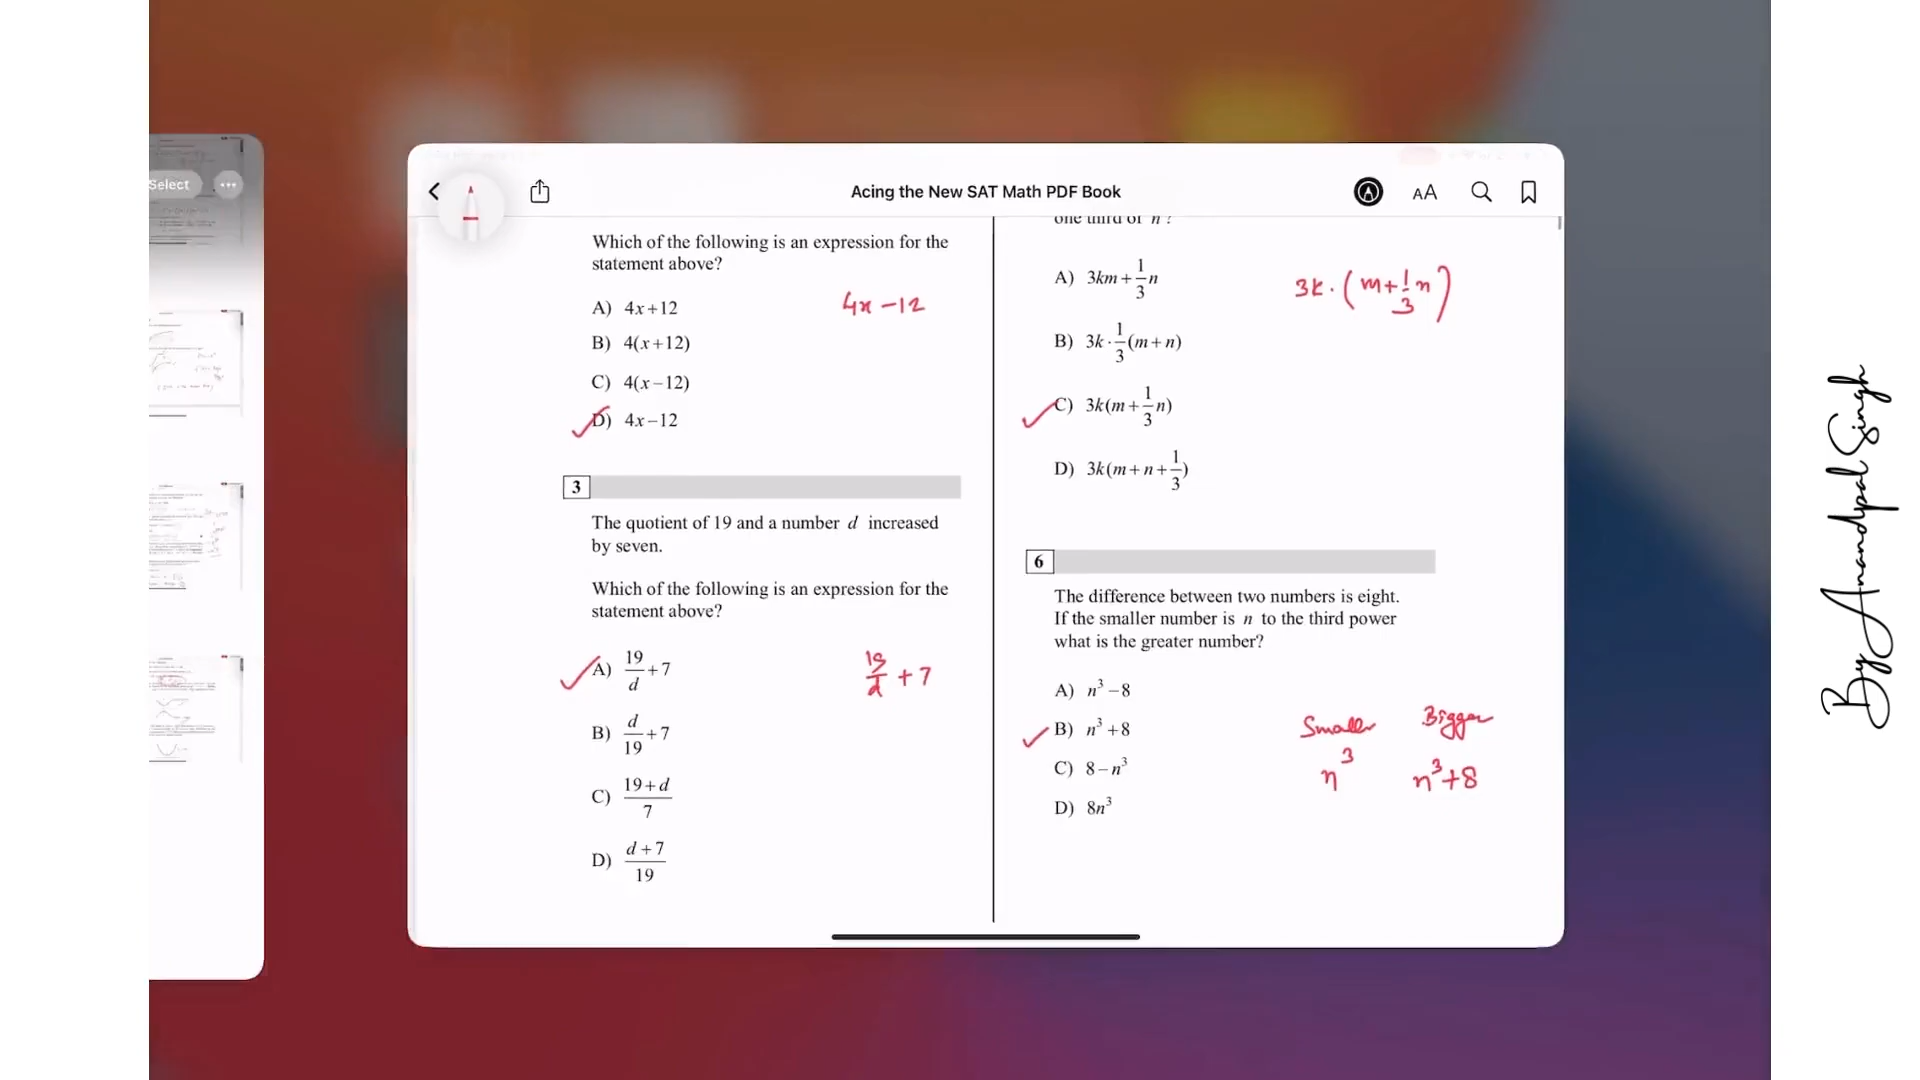 Select
Acing the New SAT Math PDF Book
AA
Which of the following is an expression for the
statement above?
A) 4x+12
4x -12
B) 4(x+12)
C) 4(x−12)
D) 4x−12
3
The quotient of 19 and a number d increased
by seven.
Which of the following is an expression for the
statement above?
A) 19/d +7
19/d + 7
B) d/19 +7
C) 19+d/7
D) d+7/19
one third of n ?
A) 3km + 1/3 n
3k · (m + 1/3 n)
B) 3k · 1/3 (m + n)
C) 3k(m + 1/3 n)
D) 3k(m + n + 1/3)
6
The difference between two numbers is eight.
If the smaller number is n to the third power
what is the greater number?
A) n³ −8
B) n³ +8
C) 8−n³
D) 8n³
Smaller Bigger
n³ n³+8
By Anandpal Singh